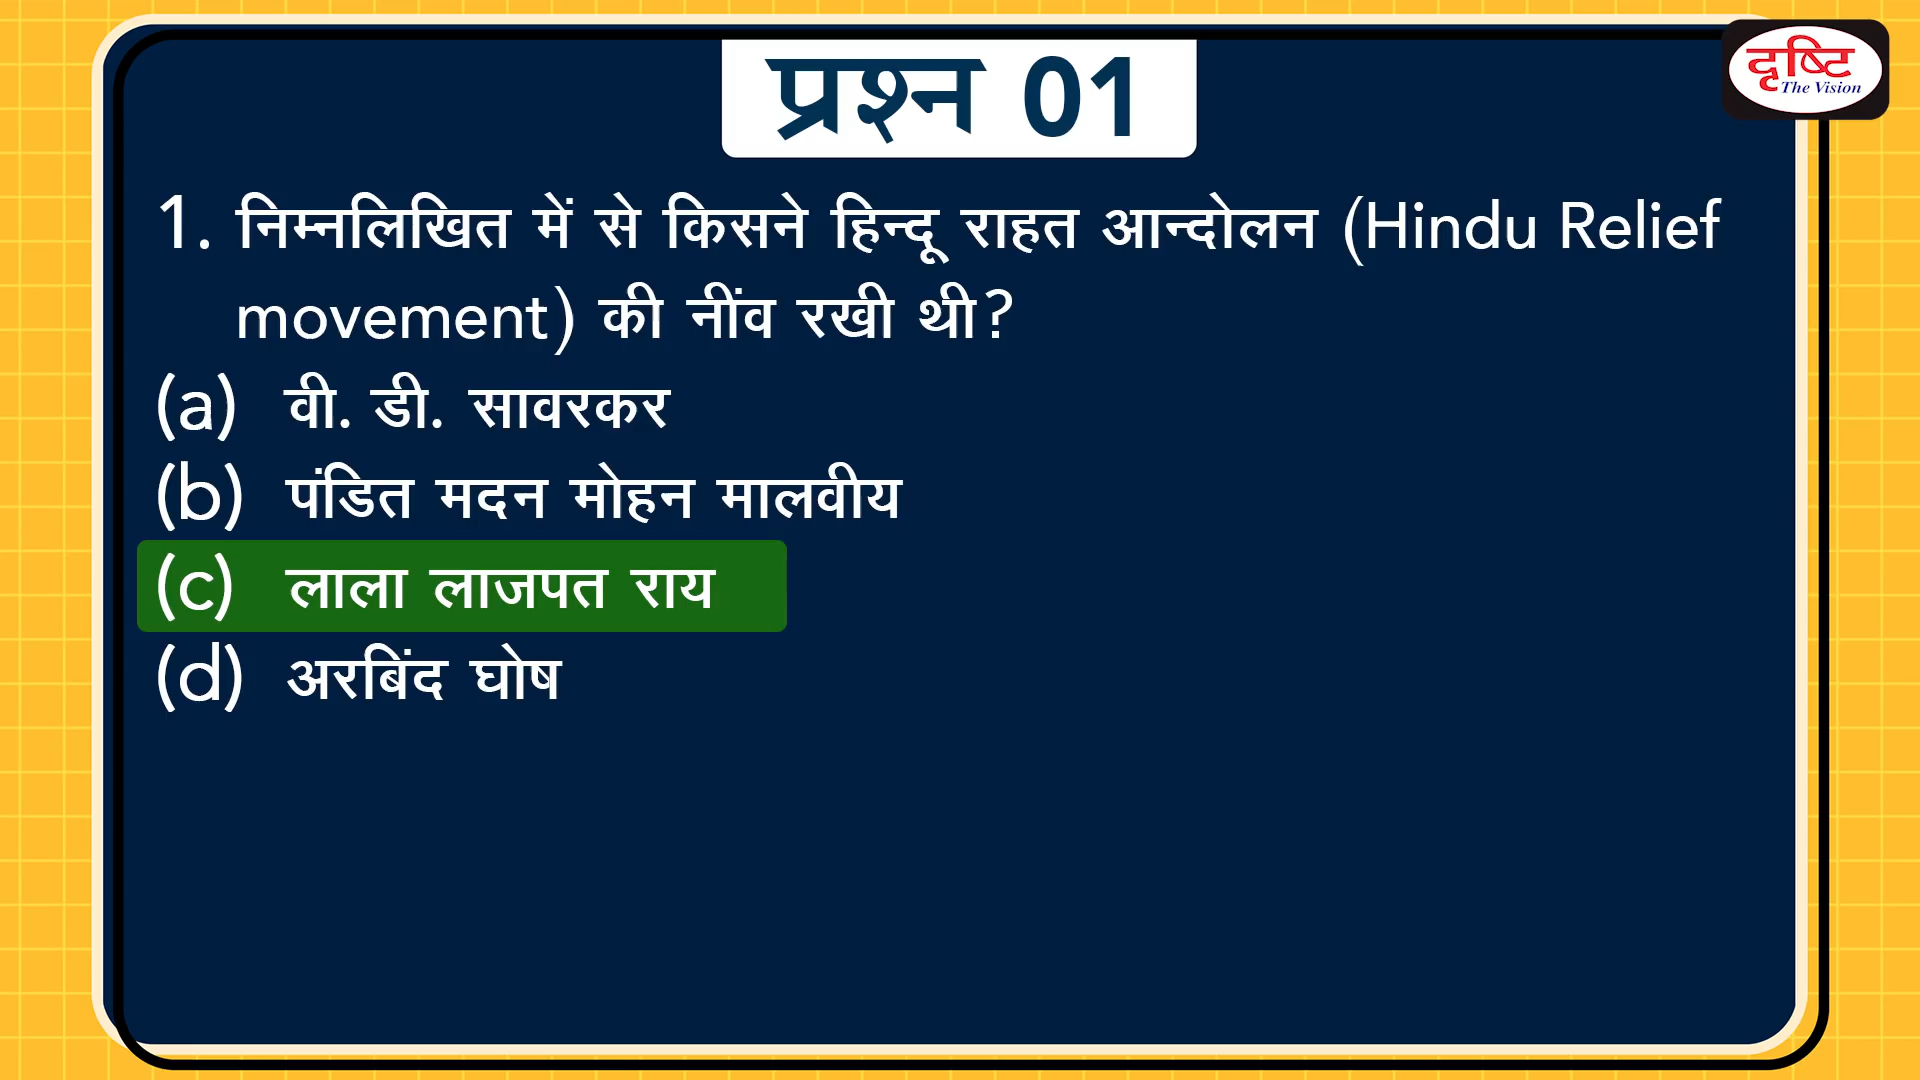 प्रश्न 01
दृष्टि
The Vision
1. निम्नलिखित में से किसने हिन्दू राहत आन्दोलन (Hindu Relief
movement) की नींव रखी थी?
(a) वी. डी. सावरकर
(b) पंडित मदन मोहन मालवीय
(c) लाला लाजपत राय
(d) अरबिंद घोष